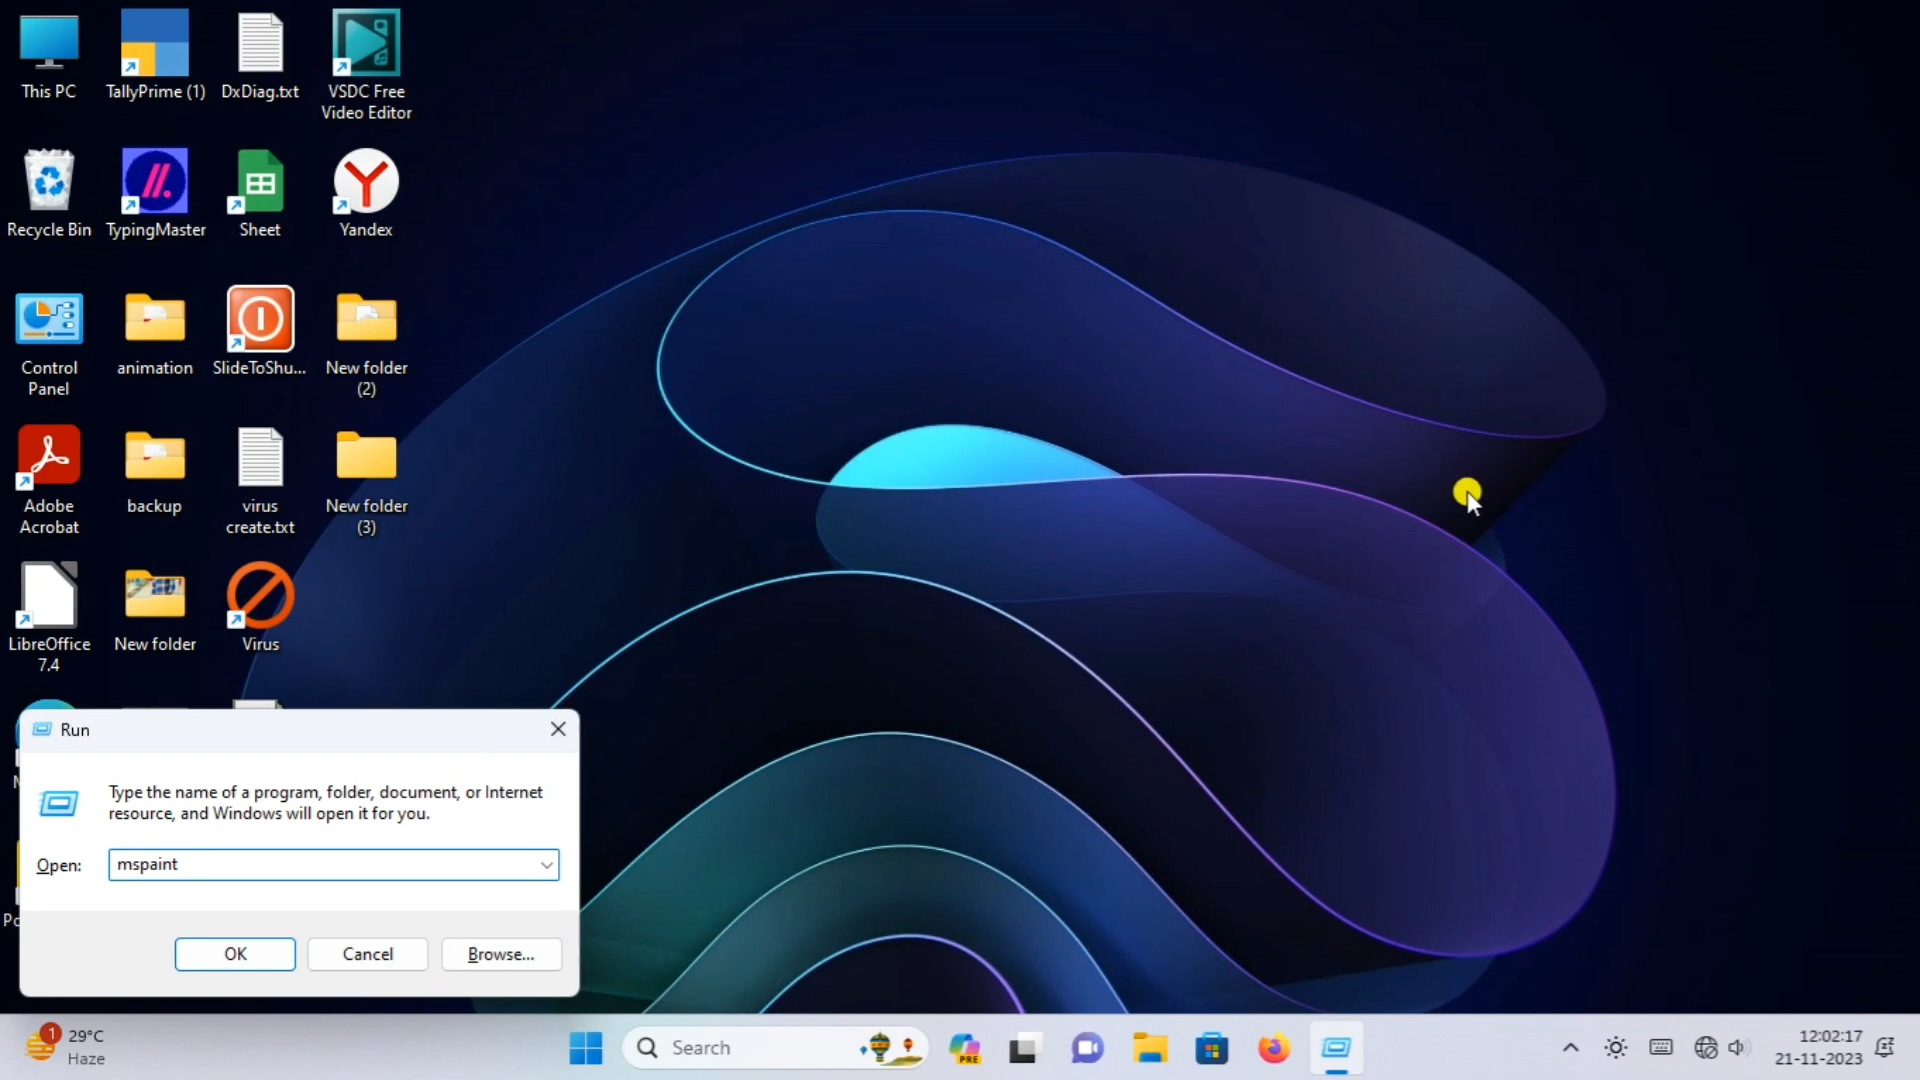 This PC
TallyPrime (1)
DxDiag.txt
VSDC Free
Video Editor
Recycle Bin
TypingMaster
Sheet
Yandex
Control
Panel
animation
SlideToShu...
New folder
(2)
Adobe
Acrobat
backup
virus
create.txt
New folder
(3)
LibreOffice
7.4
New folder
Virus
Run
Type the name of a program, folder, document, or Internet
resource, and Windows will open it for you.
Open:
mspaint
OK
Cancel
Browse...
1
29°C
Haze
Search
PRE
12:02:17
21-11-2023